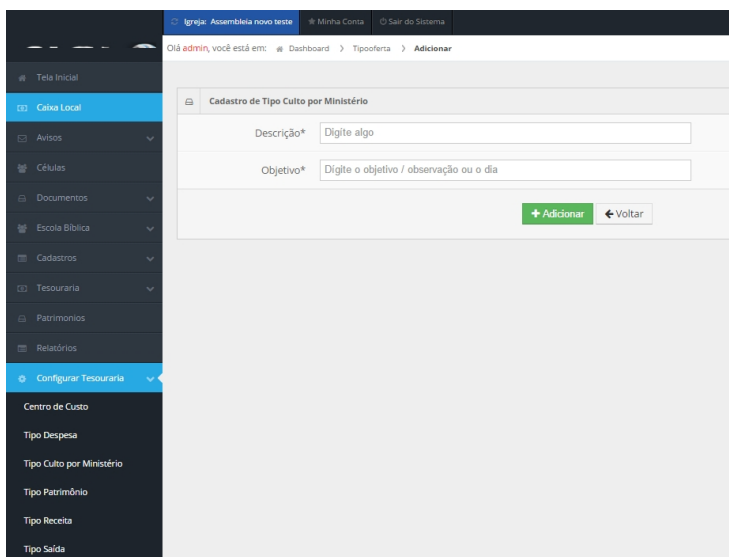 Igreja: Assembleia novo teste Minha Conta Sair do Sistema
Olá admin, você está em: Dashboard > Tipooferta > Adicionar
Tela Inicial
Caixa Local
Avisos
Células
Documentos
Escola Bíblica
Cadastros
Tesouraria
Patrimonios
Relatórios
Configurar Tesouraria
Centro de Custo
Tipo Despesa
Tipo Culto por Ministério
Tipo Patrimônio
Tipo Receita
Tipo Saída
Cadastro de Tipo Culto por Ministério
Descrição* Digite algo
Objetivo* Digite o objetivo / observação ou o dia
Adicionar Voltar